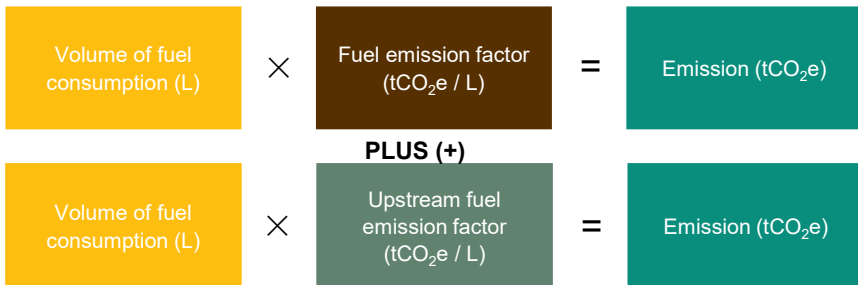 Volume of fuel
consumption (L)
×
Fuel emission factor
(tCO₂e / L)
=
Emission (tCO₂e)
PLUS (+)
Volume of fuel
consumption (L)
×
Upstream fuel
emission factor
(tCO₂e / L)
=
Emission (tCO₂e)